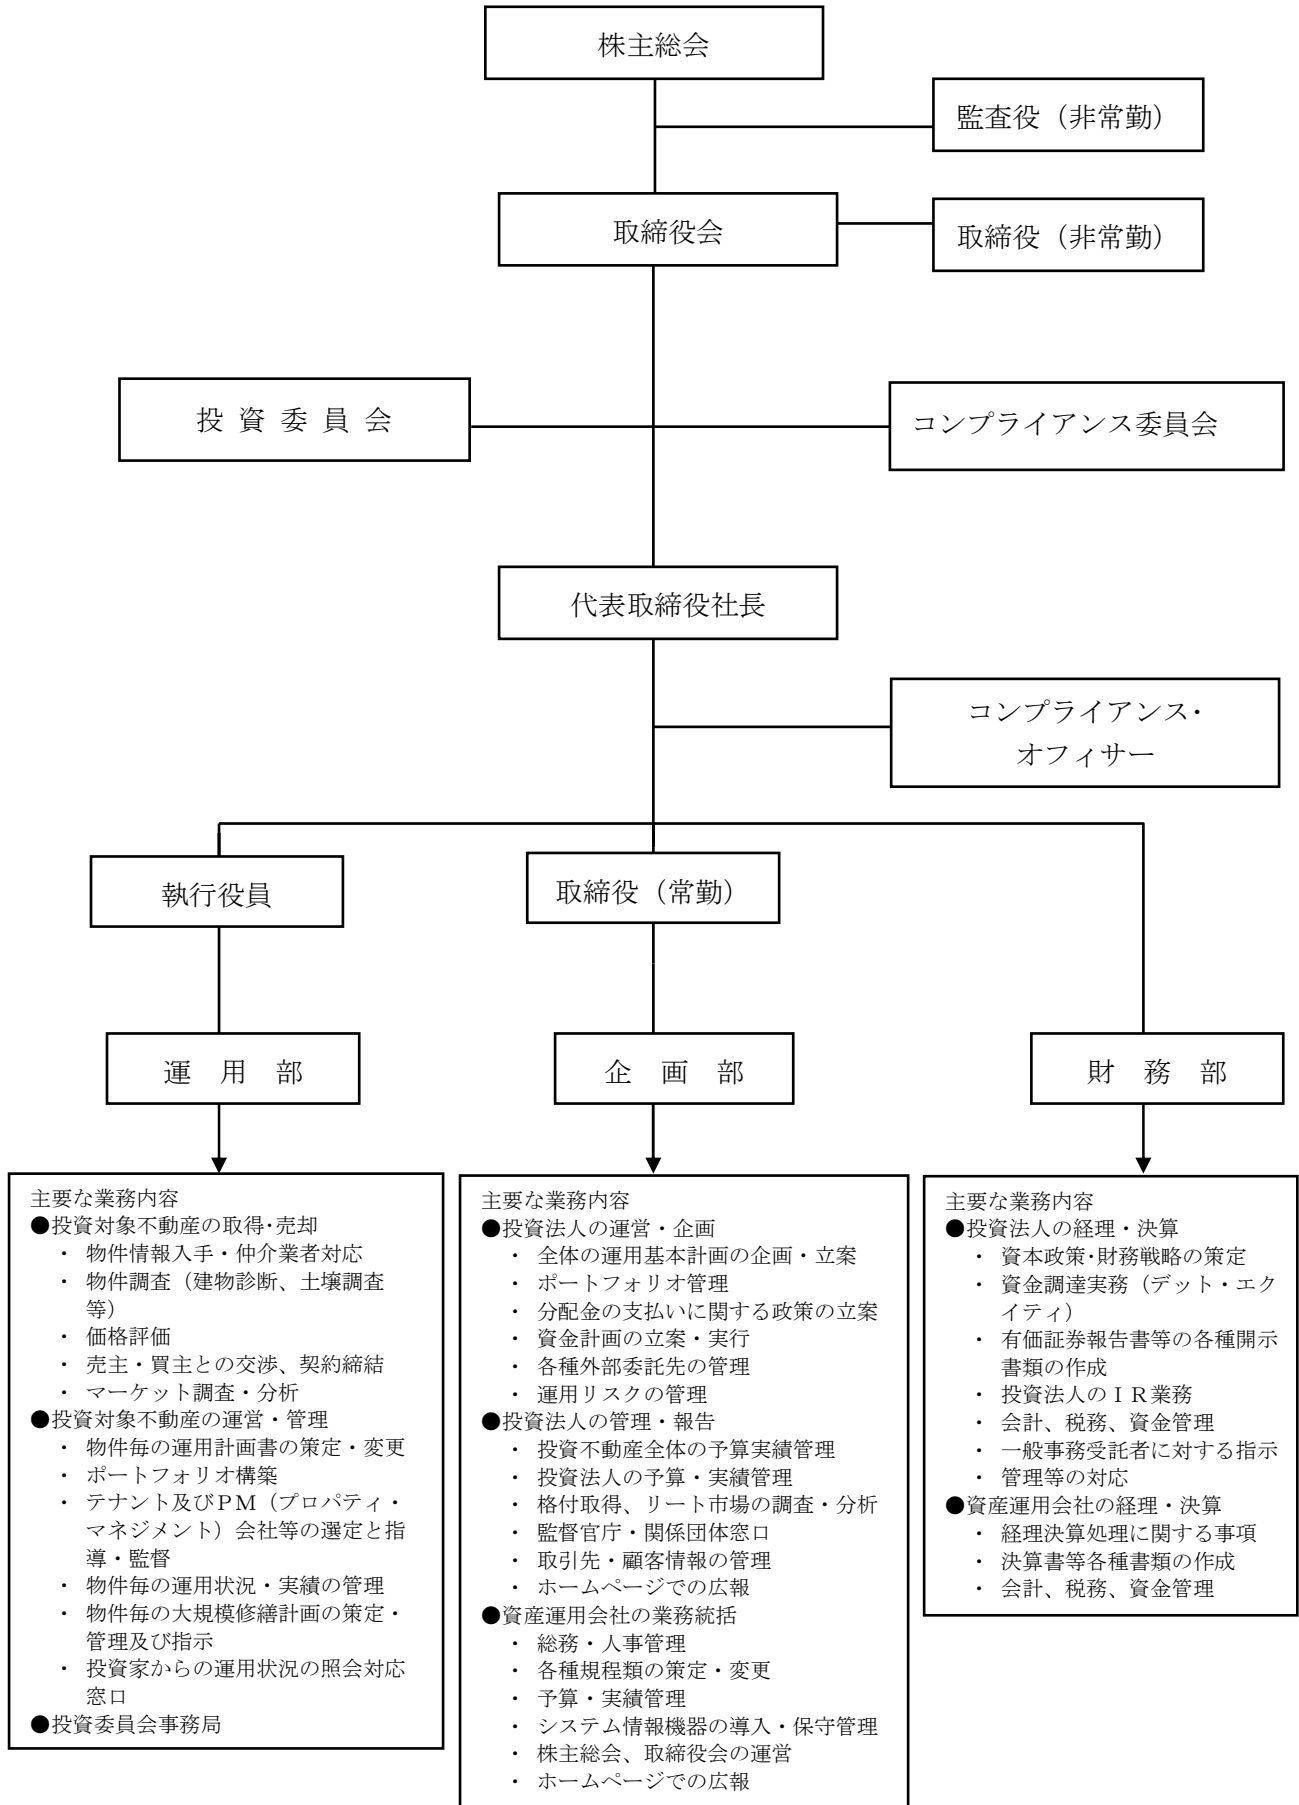 株主総会
監査役（非常勤）
取締役会
取締役（非常勤）
投 資 委 員 会
コンプライアンス委員会
代表取締役社長
コンプライアンス・
オフィサー
執行役員
取締役（常勤）
運　用　部
企　画　部
財　務　部
主要な業務内容
●投資対象不動産の取得・売却
・ 物件情報入手・仲介業者対応
・ 物件調査（建物診断、土壌調査
等）
・ 価格評価
・ 売主・買主との交渉、契約締結
・ マーケット調査・分析
●投資対象不動産の運営・管理
・ 物件毎の運用計画書の策定・変更
・ ポートフォリオ構築
・ テナント及びＰＭ（プロパティ・
マネジメント）会社等の選定と指
導・監督
・ 物件毎の運用状況・実績の管理
・ 物件毎の大規模修繕計画の策定・
管理及び指示
・ 投資家からの運用状況の照会対応
窓口
●投資委員会事務局
主要な業務内容
●投資法人の運営・企画
・ 全体の運用基本計画の企画・立案
・ ポートフォリオ管理
・ 分配金の支払いに関する政策の立案
・ 資金計画の立案・実行
・ 各種外部委託先の管理
・ 運用リスクの管理
●投資法人の管理・報告
・ 投資不動産全体の予算実績管理
・ 投資法人の予算・実績管理
・ 格付取得、リート市場の調査・分析
・ 監督官庁・関係団体窓口
・ 取引先・顧客情報の管理
・ ホームページでの広報
●資産運用会社の業務統括
・ 総務・人事管理
・ 各種規程類の策定・変更
・ 予算・実績管理
・ システム情報機器の導入・保守管理
・ 株主総会、取締役会の運営
・ ホームページでの広報
主要な業務内容
●投資法人の経理・決算
・ 資本政策・財務戦略の策定
・ 資金調達実務（デット・エク
イティ）
・ 有価証券報告書等の各種開示
書類の作成
・ 投資法人のＩＲ業務
・ 会計、税務、資金管理
・ 一般事務受託者に対する指示
・ 管理等の対応
●資産運用会社の経理・決算
・ 経理決算処理に関する事項
・ 決算書等各種書類の作成
・ 会計、税務、資金管理